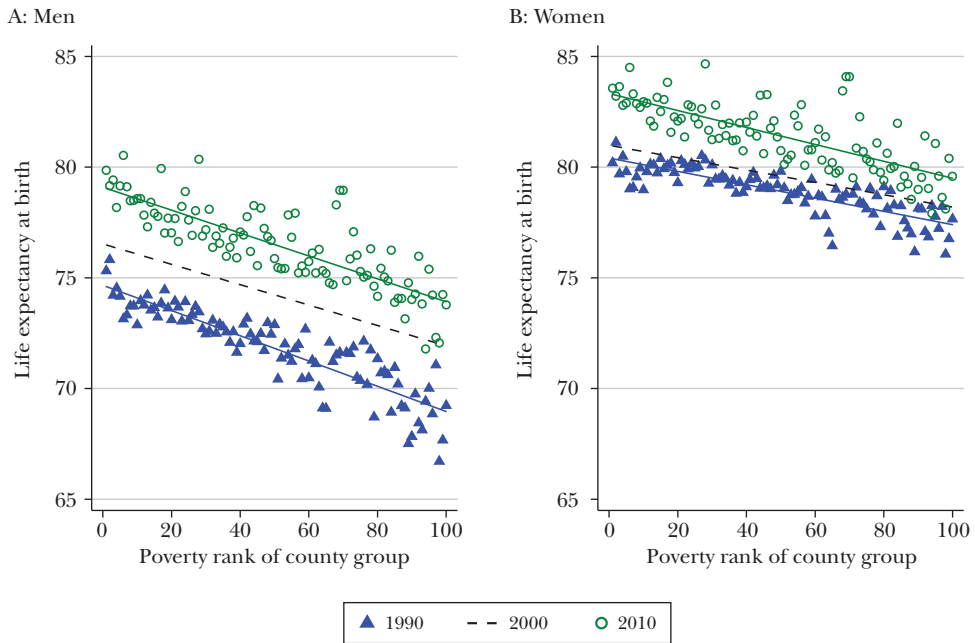 A: Men
B: Women
Life expectancy at birth
85
80
75
70
65
0 20 40 60 80 100
Poverty rank of county group
Life expectancy at birth
85
80
75
70
65
0 20 40 60 80 100
Poverty rank of county group
1990 2000 2010